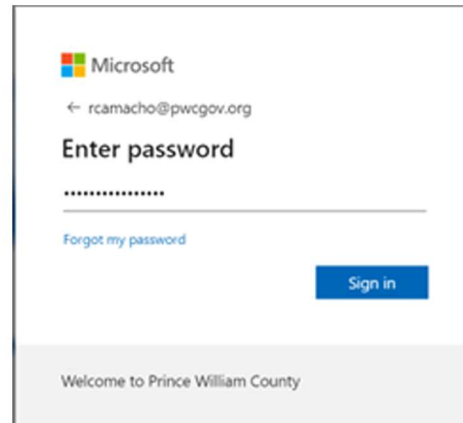 Microsoft
← rcamacho@pwcgov.org
Enter password
••••••••••••••••
Forgot my password
Sign in
Welcome to Prince William County